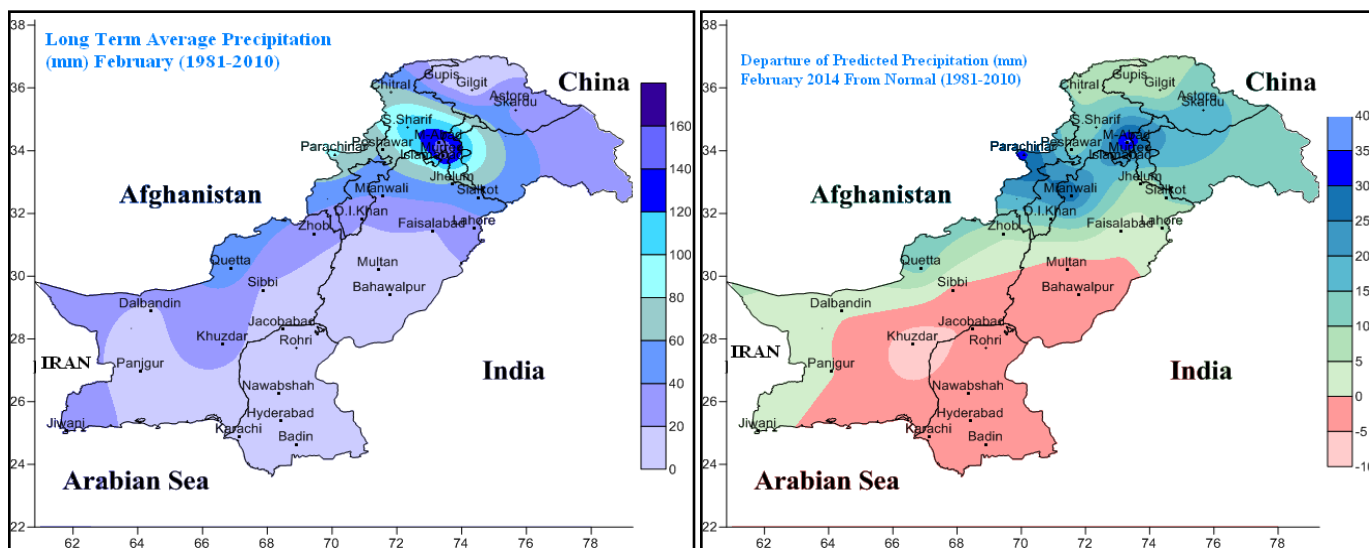 Long Term Average Precipitation
(mm) February (1981-2010)
38
36
34
32
30
28
26
24
22
62
64
66
68
70
72
74
76
78
China
Afghanistan
IRAN
India
Arabian Sea
Gupis
Gilgit
Chitral
Astore
Skardu
S.Sharif
Peshawar
Parachinar
Jhelum
Mianwali
Sialkot
D.I.Khan
Lahore
Zhob
Faisalabad
Quetta
Multan
Sibbi
Bahawalpur
Dalbandin
Jacobabad
Khuzdar
Rohri
Panjgur
Nawabshah
Hyderabad
Jiwani
Karachi
Badin
160
140
120
100
80
60
40
20
0
Departure of Predicted Precipitation (mm)
February 2014 From Normal (1981-2010)
38
36
34
32
30
28
26
24
22
62
64
66
68
70
72
74
76
78
China
Afghanistan
IRAN
India
Arabian Sea
Gupis
Gilgit
Chitral
Astore
Skardu
S.Sharif
M-Abad
Peshawar
Parachinar
Islamabad
Jhelum
Mianwali
Sialkot
D.I.Khan
Lahore
Zhob
Faisalabad
Quetta
Multan
Sibbi
Bahawalpur
Dalbandin
Jacobabad
Khuzdar
Rohri
Panjgur
Nawabshah
Hyderabad
Jiwani
Karachi
Badin
40
35
30
25
20
15
10
5
0
-5
-10